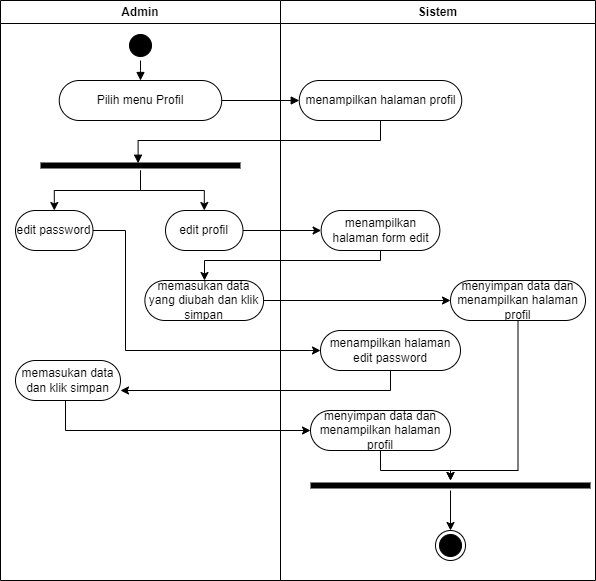 Admin
Sistem
Pilih menu Profil
menampilkan halaman profil
edit password
edit profil
menampilkan
halaman form edit
memasukan data
yang diubah dan klik
simpan
menyimpan data dan
menampilkan halaman
profil
menampilkan halaman
edit password
memasukan data
dan klik simpan
menyimpan data dan
menampilkan halaman
profil